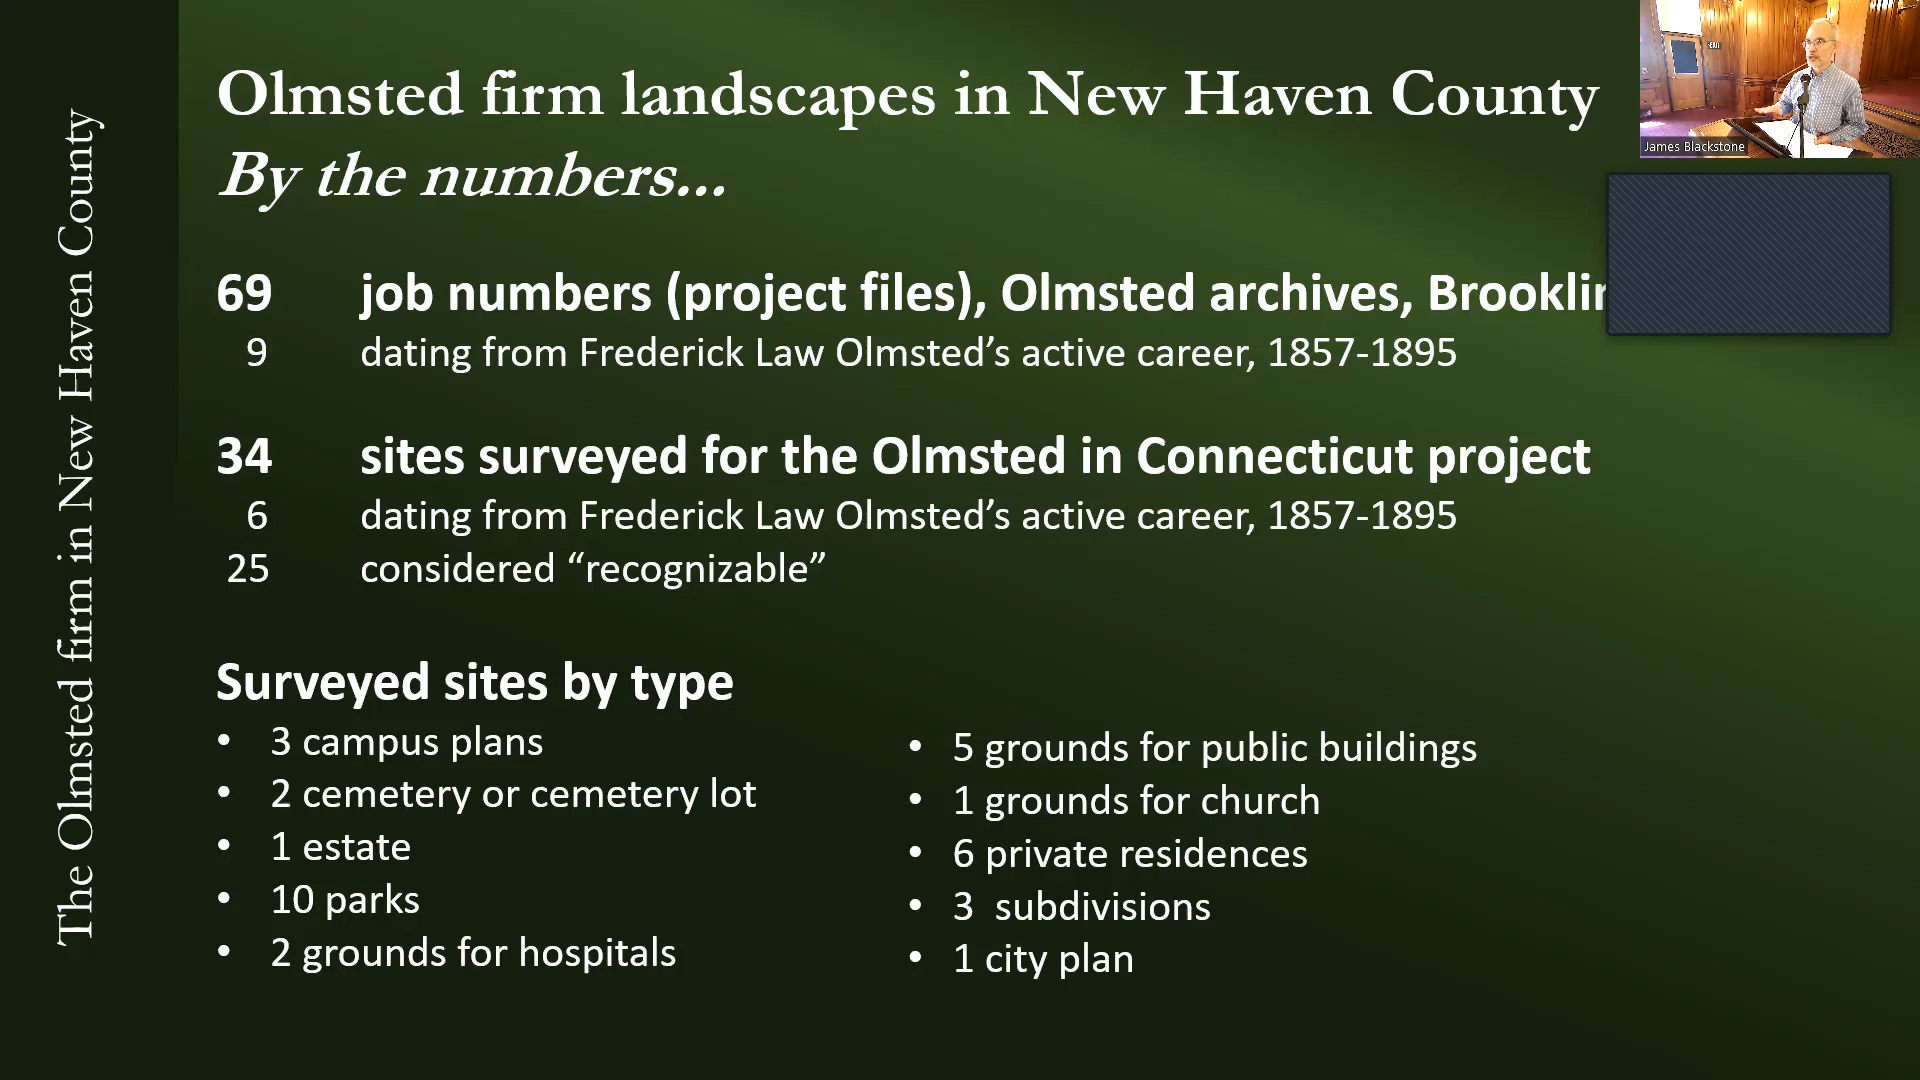 The Olmsted firm in New Haven County
Olmsted firm landscapes in New Haven County
By the numbers...
69 job numbers (project files), Olmsted archives,
9 dating from Frederick Law Olmsted’s active career, 1857-1895
34 sites surveyed for the Olmsted in Connecticut project
6 dating from Frederick Law Olmsted’s active career, 1857-1895
25 considered “recognizable”
Surveyed sites by type
• 3 campus plans
• 2 cemetery or cemetery lot
• 1 estate
• 10 parks
• 2 grounds for hospitals
• 5 grounds for public buildings
• 1 grounds for church
• 6 private residences
• 3 subdivisions
• 1 city plan
James Blackstone